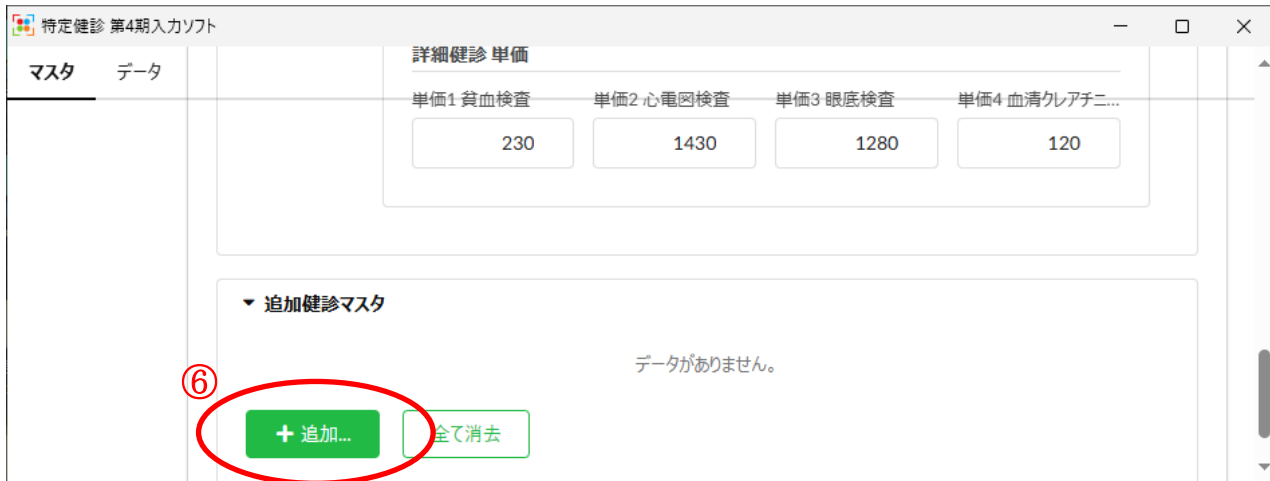 特定健診 第4期入力ソフト
マスタ データ
詳細健診 単価
単価1 貧血検査 単価2 心電図検査 単価3 眼底検査 単価4 血清クレアチニ...
230 1430 1280 120
追加健診マスタ
データがありません。
⑥
+ 追加... 全て消去